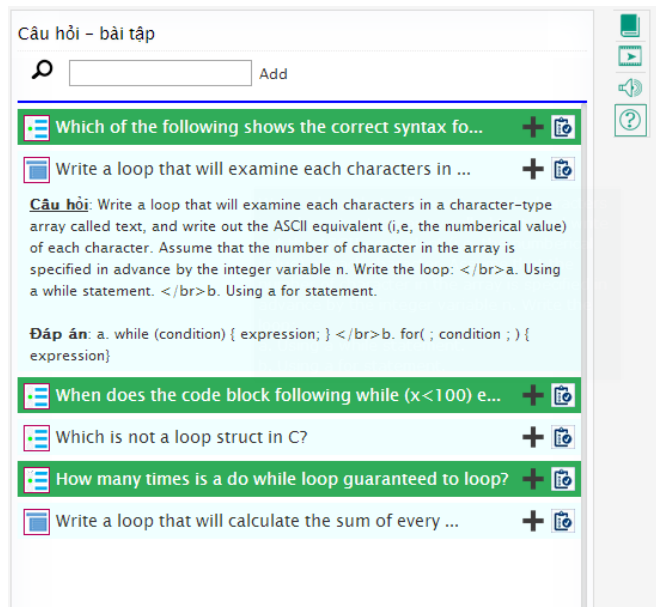 Câu hỏi – bài tập
Add
Which of the following shows the correct syntax fo...
Write a loop that will examine each characters in ...
Câu hỏi: Write a loop that will examine each characters in a character-type
array called text, and write out the ASCII equivalent (i,e, the numberical value)
of each character. Assume that the number of character in the array is
specified in advance by the integer variable n. Write the loop: </br>a. Using
a while statement. </br>b. Using a for statement.
Đáp án: a. while (condition) { expression; } </br>b. for( ; condition ; ) {
expression}
When does the code block following while (x<100) e...
Which is not a loop struct in C?
How many times is a do while loop guaranteed to loop?
Write a loop that will calculate the sum of every ...